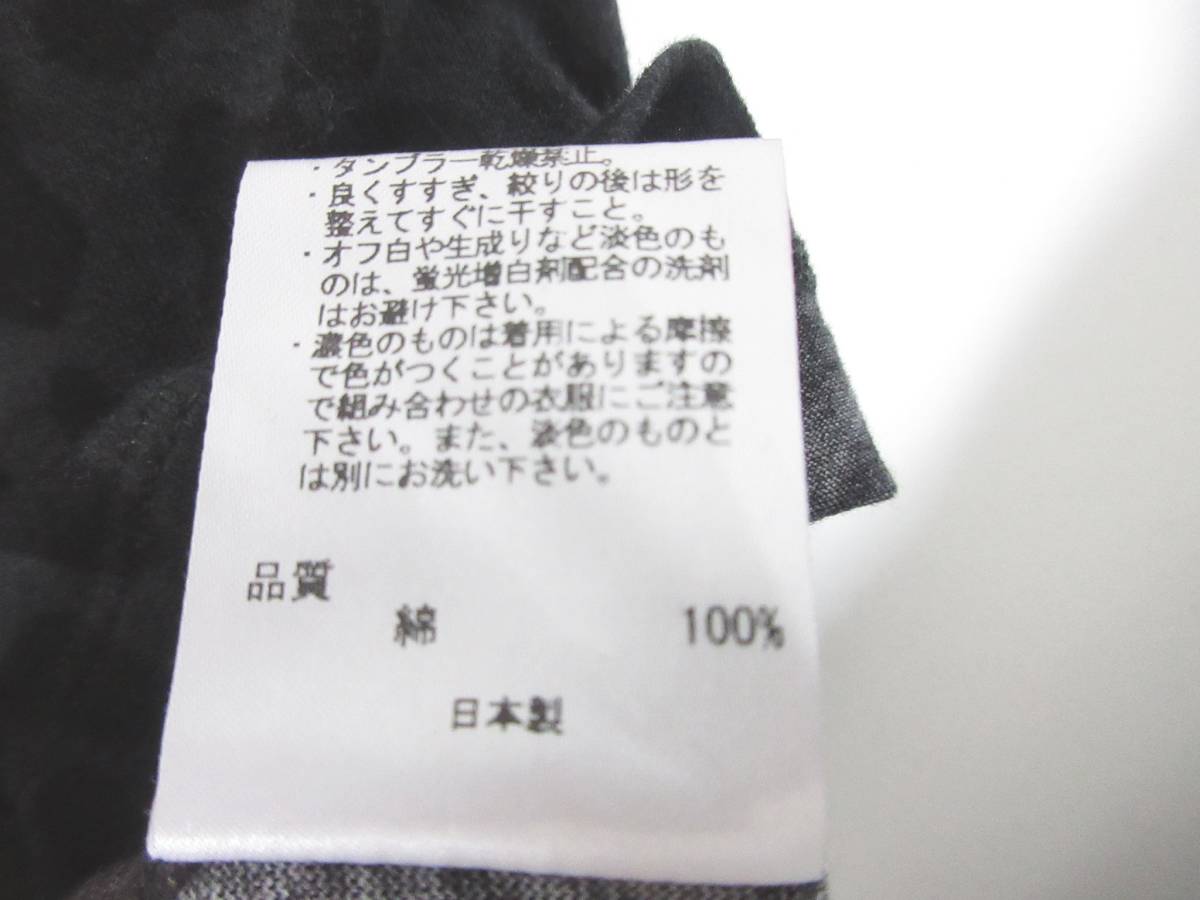 ・タンブラー乾燥禁止。
・良くすすぎ、絞りの後は形を
整えてすぐに干すこと。
・オフ白や生成りなど淡色のも
のは、蛍光増白剤配合の洗剤
はお避け下さい。
・濃色のものは着用による摩擦
で色がつくことがありますの
で組み合わせの衣服にご注意
下さい。また、淡色のものと
は別にお洗い下さい。
品質
綿 100%
日本製